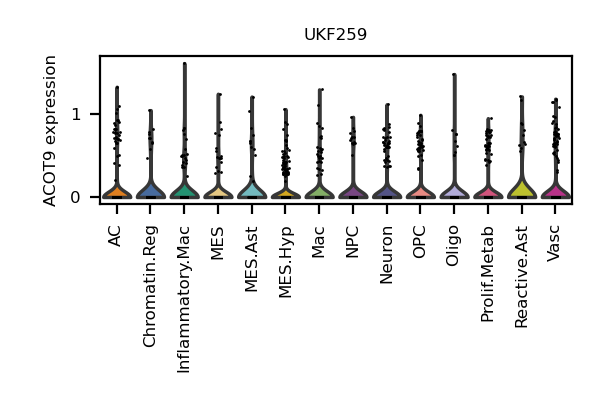 UKF259
ACOT9 expression
1
0
AC
Chromatin.Reg
Inflammatory.Mac
MES
MES.Ast
MES.Hyp
Mac
NPC
Neuron
OPC
Oligo
Prolif.Metab
Reactive.Ast
Vasc